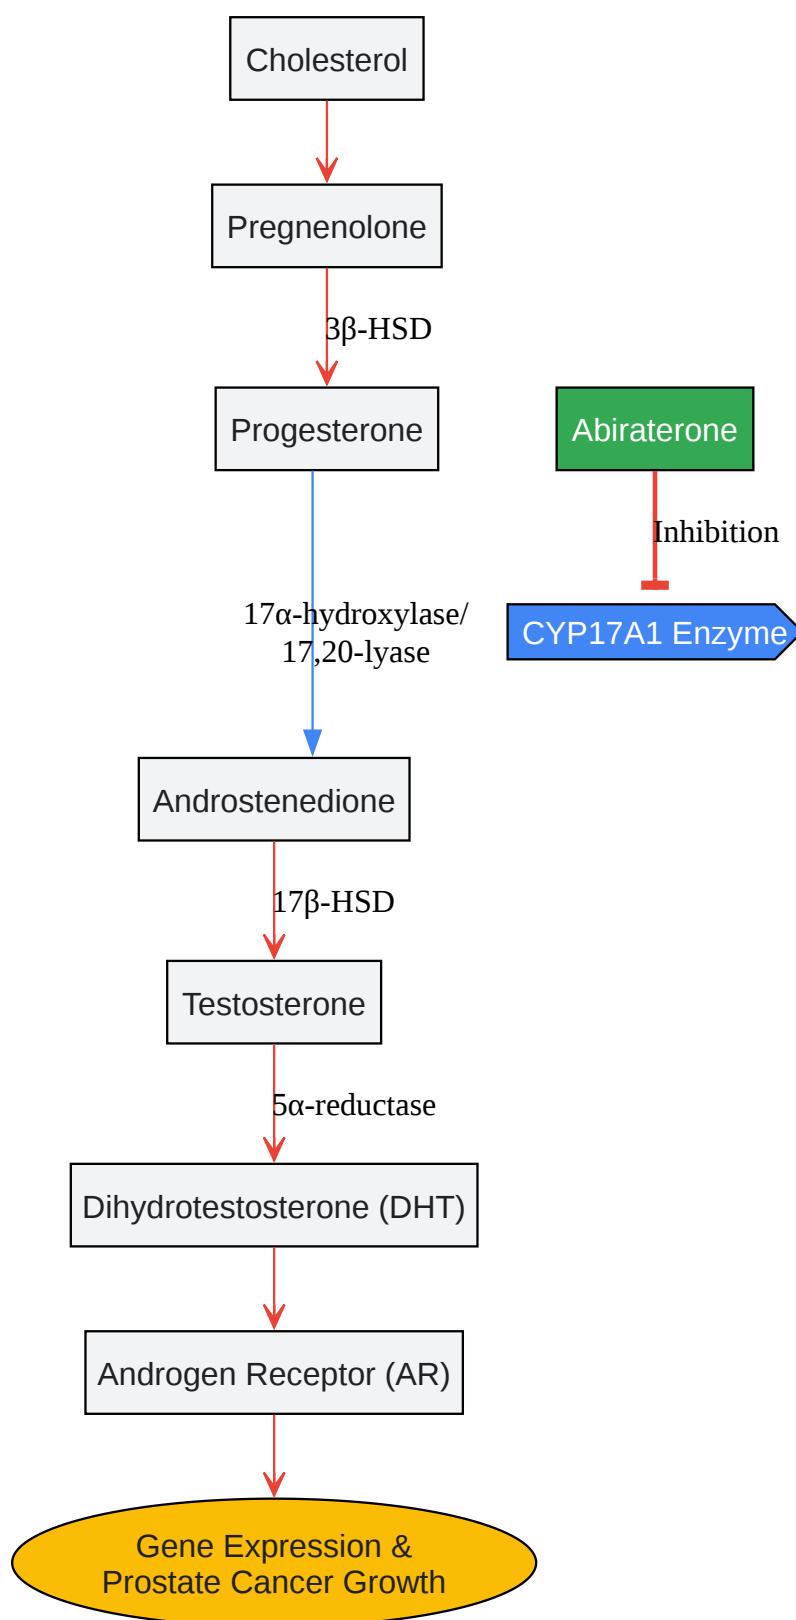 Cholesterol
Pregnenolone
3β-HSD
Progesterone
Abiraterone
Inhibition
17α-hydroxylase/
17,20-lyase
CYP17A1 Enzyme
Androstenedione
17β-HSD
Testosterone
5α-reductase
Dihydrotestosterone (DHT)
Androgen Receptor (AR)
Gene Expression &
Prostate Cancer Growth